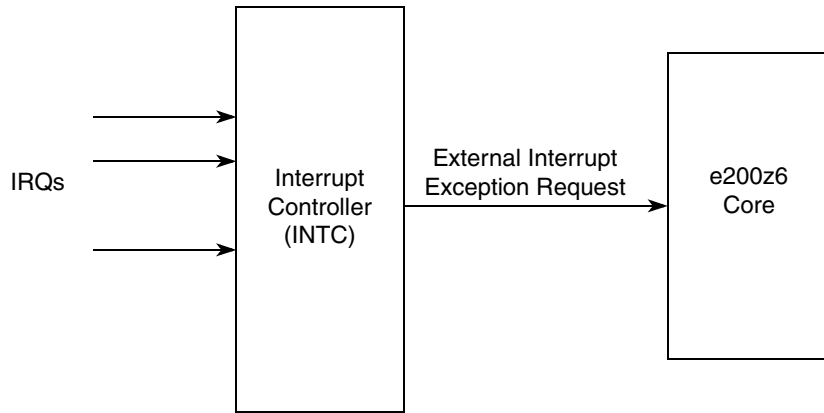 IRQs
Interrupt
Controller
(INTC)
External Interrupt
Exception Request
e200z6
Core